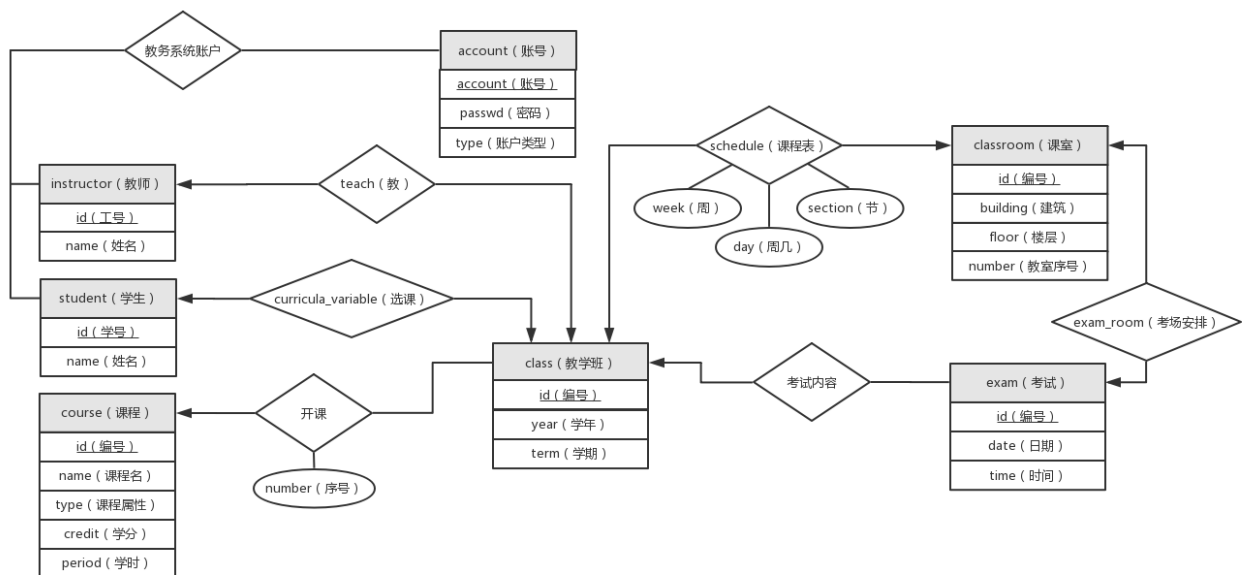 教务系统账户
account（账号）
account（账号）
passwd（密码）
type（账户类型）
instructor（教师）
id（工号）
name（姓名）
teach（教）
schedule（课程表）
week（周）
day（周几）
section（节）
classroom（课室）
id（编号）
building（建筑）
floor（楼层）
number（教室序号）
student（学生）
id（学号）
name（姓名）
curricula_variable（选课）
exam_room（考场安排）
class（教学班）
id（编号）
year（学年）
term（学期）
考试内容
exam（考试）
id（编号）
date（日期）
time（时间）
course（课程）
id（编号）
name（课程名）
type（课程属性）
credit（学分）
period（学时）
开课
number（序号）